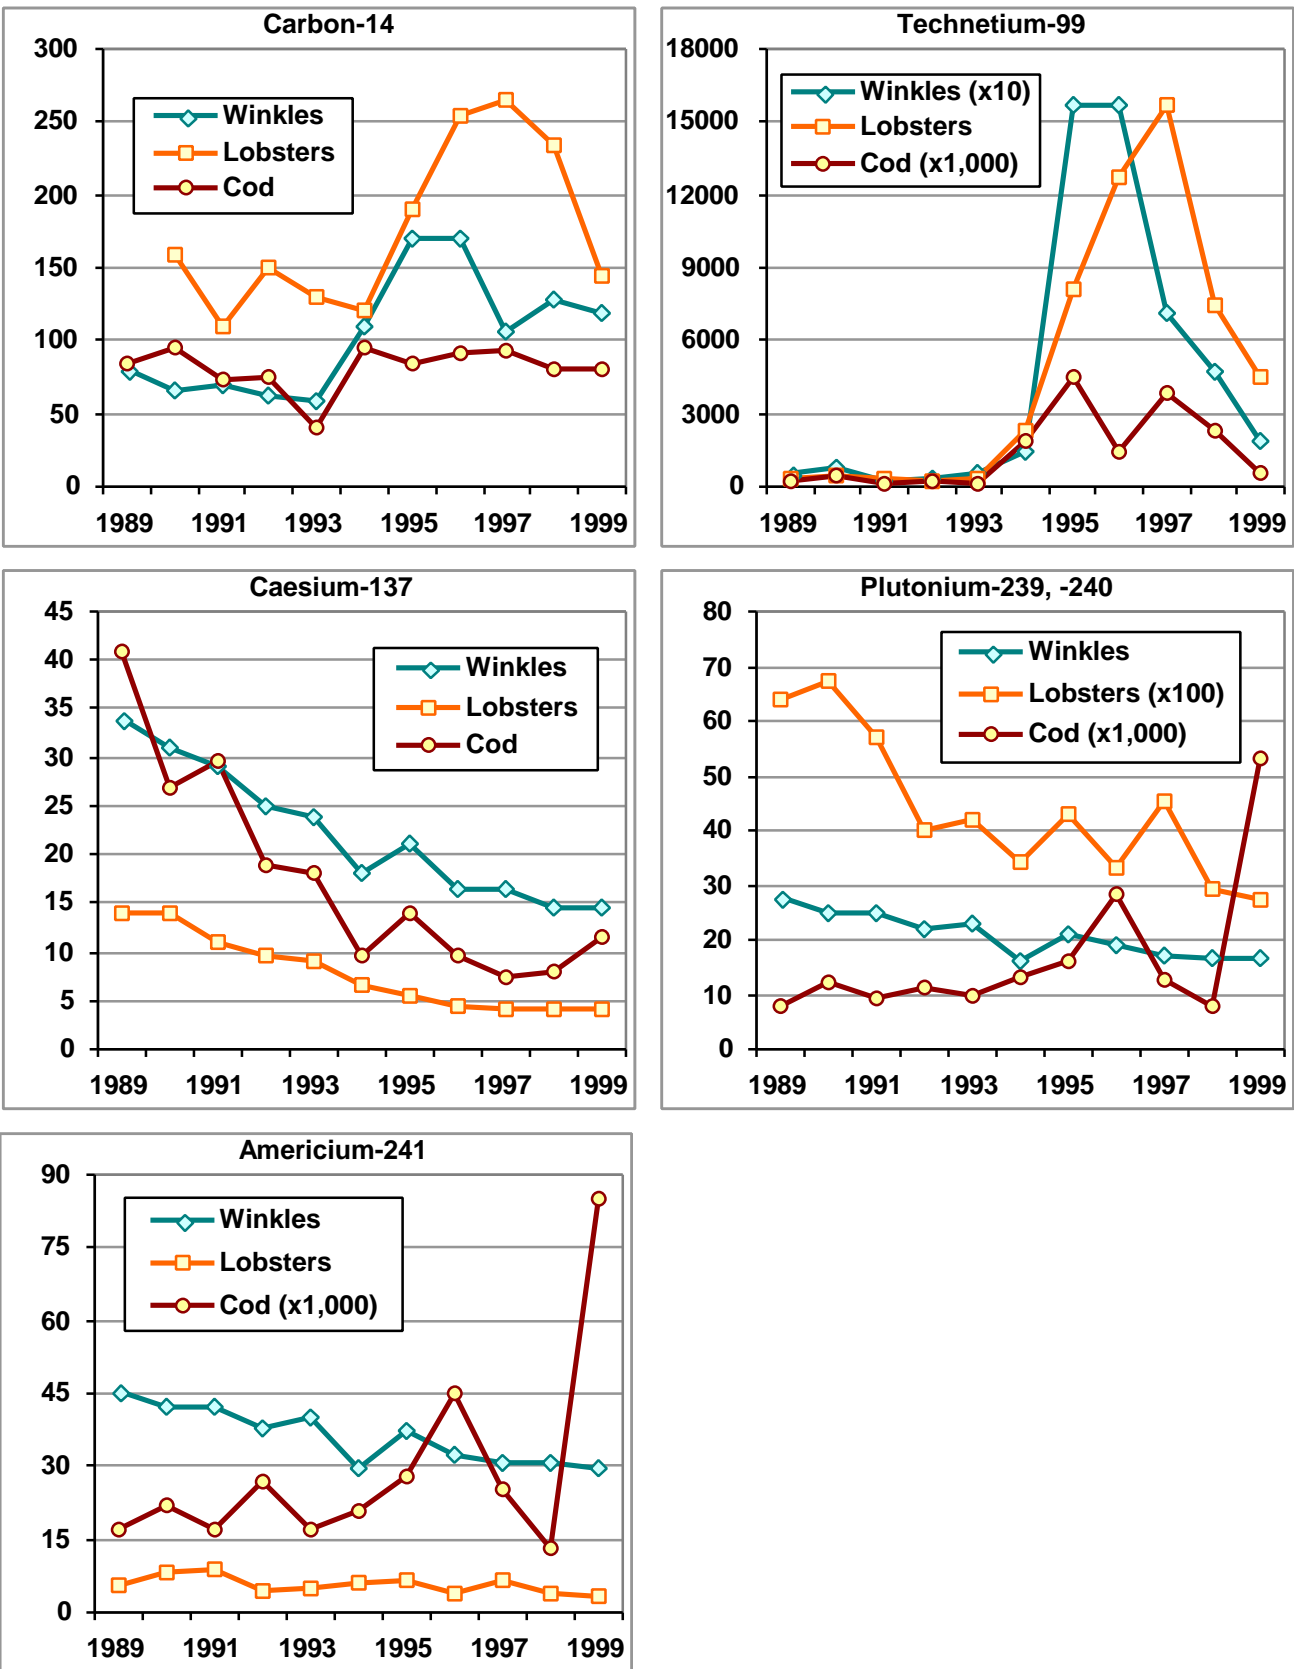 Carbon-14
300
250
200
150
100
50
0
Winkles
Lobsters
Cod
1989 1991 1993 1995 1997 1999
Technetium-99
18000
15000
12000
9000
6000
3000
0
Winkles (x10)
Lobsters
Cod (x1,000)
1989 1991 1993 1995 1997 1999
Caesium-137
45
40
35
30
25
20
15
10
5
0
Winkles
Lobsters
Cod
1989 1991 1993 1995 1997 1999
Plutonium-239, -240
80
70
60
50
40
30
20
10
0
Winkles
Lobsters (x100)
Cod (x1,000)
1989 1991 1993 1995 1997 1999
Americium-241
90
75
60
45
30
15
0
Winkles
Lobsters
Cod (x1,000)
1989 1991 1993 1995 1997 1999